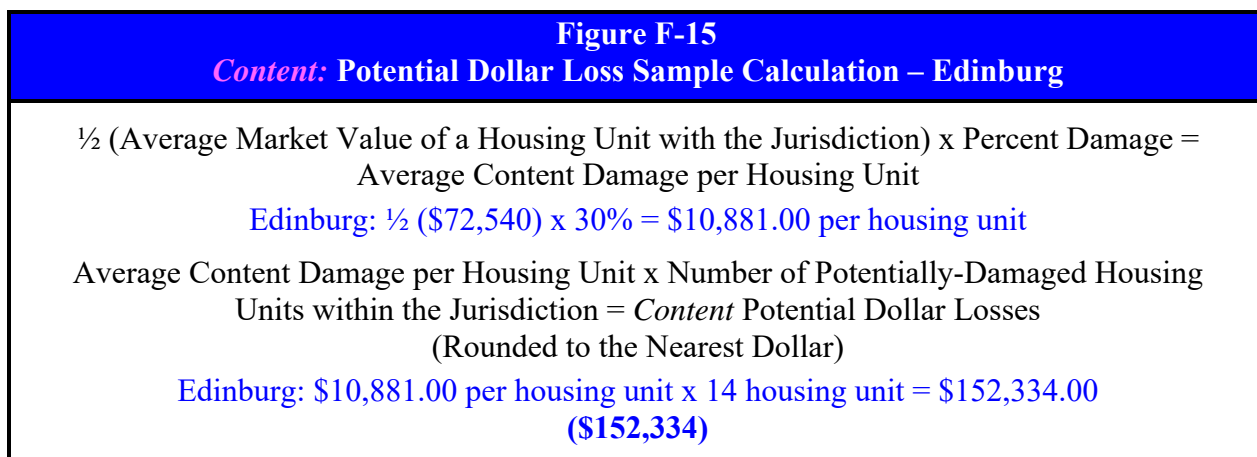 Figure F-15
Content: Potential Dollar Loss Sample Calculation – Edinburg
½ (Average Market Value of a Housing Unit with the Jurisdiction) x Percent Damage =
Average Content Damage per Housing Unit
Edinburg: ½ ($72,540) x 30% = $10,881.00 per housing unit
Average Content Damage per Housing Unit x Number of Potentially-Damaged Housing
Units within the Jurisdiction = Content Potential Dollar Losses
(Rounded to the Nearest Dollar)
Edinburg: $10,881.00 per housing unit x 14 housing unit = $152,334.00
($152,334)